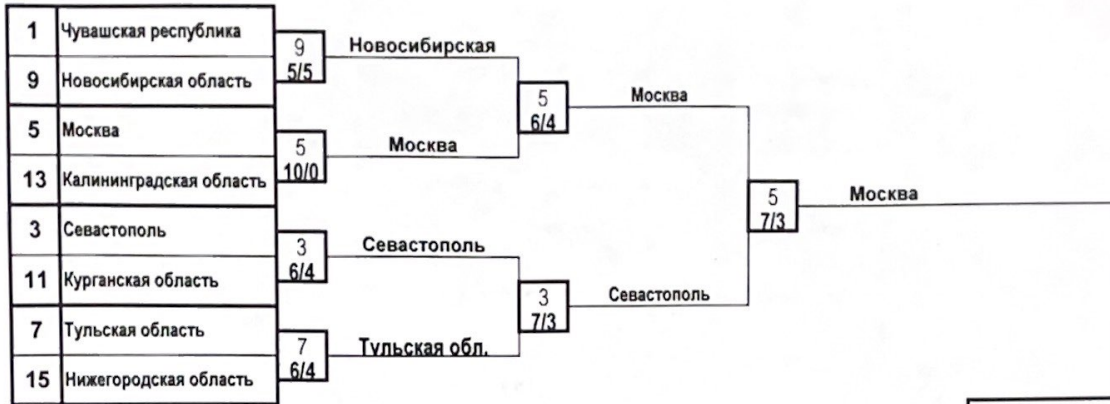 1 Чувашская республика
9 Новосибирская область
5 Москва
13 Калининградская область
3 Севастополь
11 Курганская область
7 Тульская область
15 Нижегородская область
9
5/5
Новосибирская
5
10/0
Москва
3
6/4
Севастополь
7
6/4
Тульская обл.
5
6/4
Москва
3
7/3
Севастополь
5
7/3
Москва